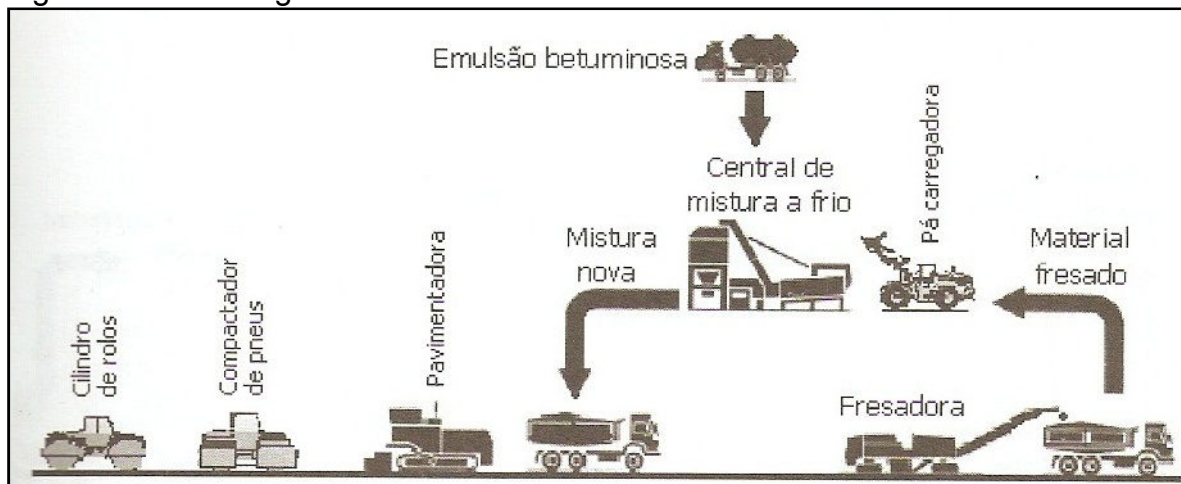 Emulsão betuminosa
Central de
mistura a frio
Pá carregadora
Mistura
nova
Material
fresado
Cilindro
de rolos
Compactador
de pneus
Pavimentadora
Fresadora